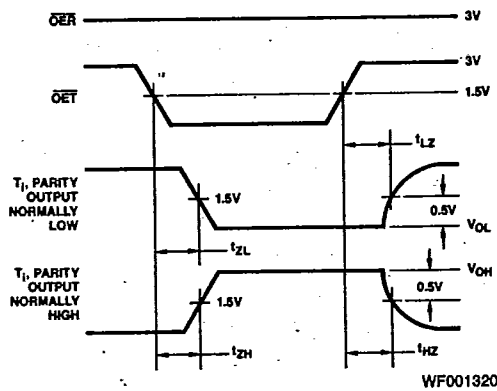 OER 3V
3V
OET 1.5V
tLZ
Ti, PARITY
OUTPUT
NORMALLY
LOW
1.5V
0.5V
VOL
tZL
Ti, PARITY
OUTPUT
NORMALLY
HIGH
VOH
0.5V
1.5V
tZH
tHZ
WF001320